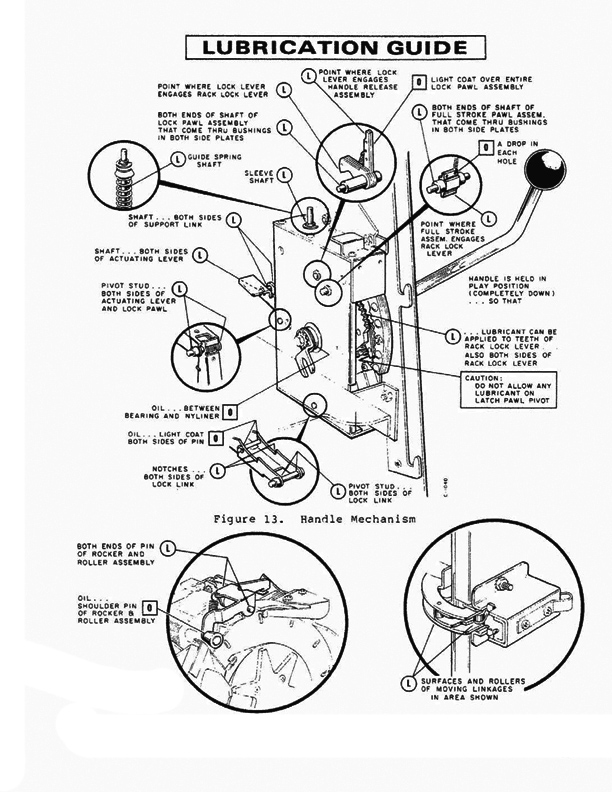 LUBRICATION GUIDE
POINT WHERE LOCK LEVER
ENGAGES RACK LOCK LEVER
L
POINT WHERE LOCK
LEVER ENGAGES
HANDLE RELEASE
ASSEMBLY
L
O
LIGHT COAT OVER ENTIRE
LOCK PAWL ASSEMBLY
BOTH ENDS OF SHAFT OF
LOCK PAWL ASSEMBLY
THAT COME THRU BUSHINGS
IN BOTH SIDE PLATES
L
L
BOTH ENDS OF SHAFT OF
FULL STROKE PAWL ASSEM.
THAT COME THRU BUSHINGS
IN BOTH SIDE PLATES
O
A DROP IN
EACH
HOLE
L
GUIDE SPRING
SHAFT
SLEEVE
SHAFT
L
L
POINT WHERE
FULL STROKE
ASSEM. ENGAGES
RACK LOCK
LEVER
SHAFT...BOTH SIDES
OF SUPPORT LINK
L
SHAFT...BOTH SIDES
OF ACTUATING LEVER
L
PIVOT STUD...
BOTH SIDES OF
ACTUATING LEVER
AND LOCK PAWL
L
HANDLE IS HELD IN
PLAY POSITION
(COMPLETELY DOWN)
...SO THAT
L
...LUBRICANT CAN BE
APPLIED TO TEETH OF
RACK LOCK LEVER...
ALSO BOTH SIDES OF
RACK LOCK LEVER
CAUTION:
DO NOT ALLOW ANY
LUBRICANT ON
LATCH PAWL PIVOT
OIL...BETWEEN
BEARING AND NYLINER
O
OIL...LIGHT COAT
BOTH SIDES OF PIN
O
NOTCHES...
BOTH SIDES OF
LOCK LINK
L
L
PIVOT STUD...
BOTH SIDES OF
LOCK LINK
Figure 13. Handle Mechanism
BOTH ENDS OF PIN
OF ROCKER AND
ROLLER ASSEMBLY
L
OIL...
SHOULDER PIN
OF ROCKER &
ROLLER ASSEMBLY
O
L
SURFACES AND ROLLERS
OF MOVING LINKAGES
IN AREA SHOWN